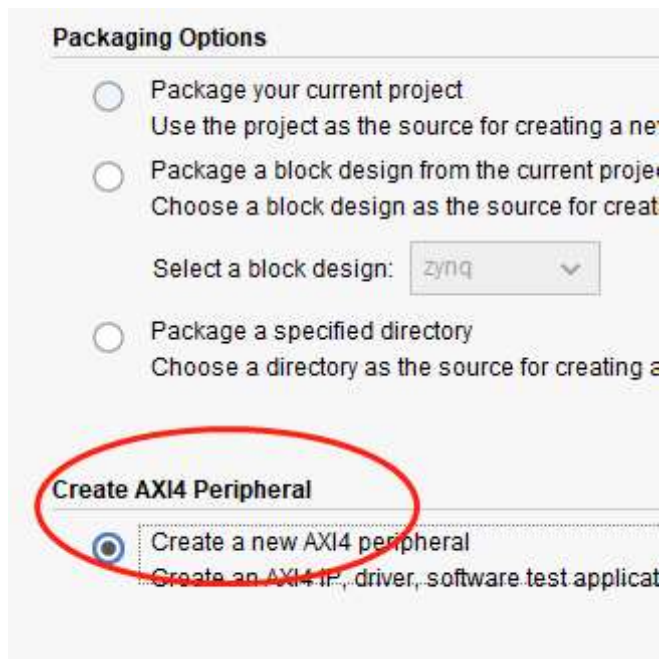 Packaging Options
Package your current project
Use the project as the source for creating a ne
Package a block design from the current proje
Choose a block design as the source for creat
Select a block design: zynq
Package a specified directory
Choose a directory as the source for creating a
Create AXI4 Peripheral
Create a new AXI4 peripheral
Create an AXI4 IP, driver, software test applicat